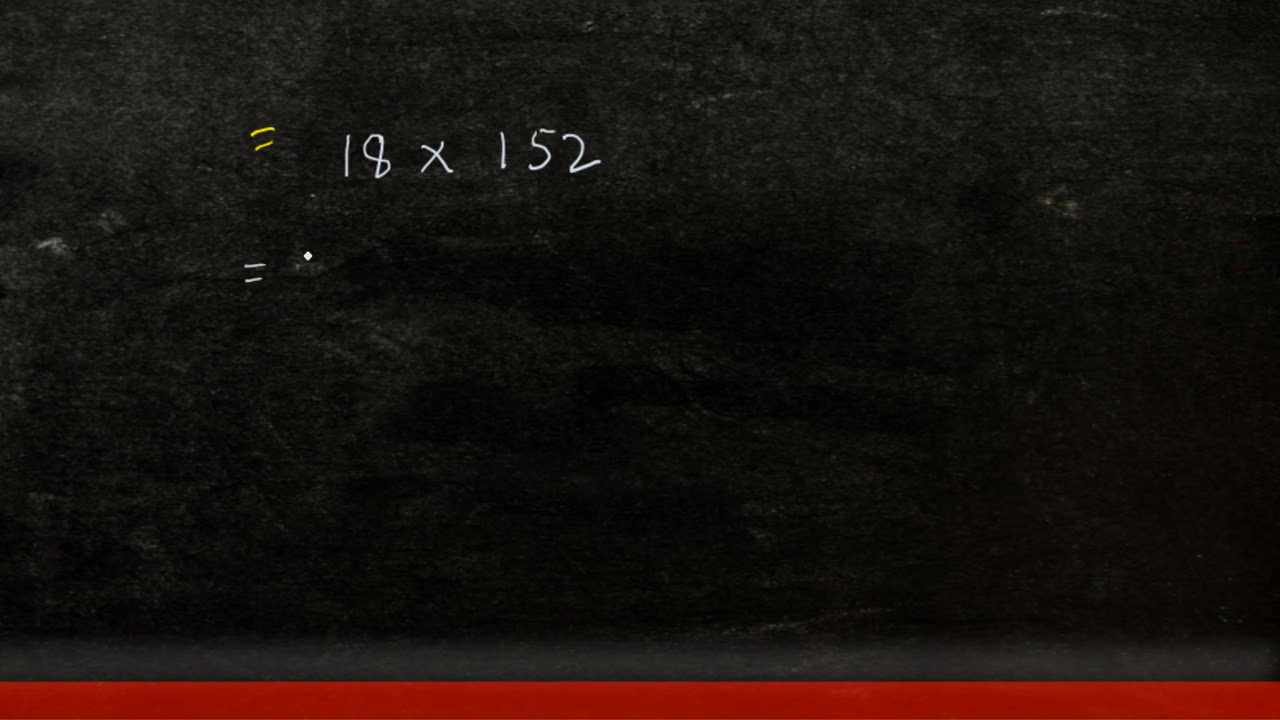 = 18 x 152
=